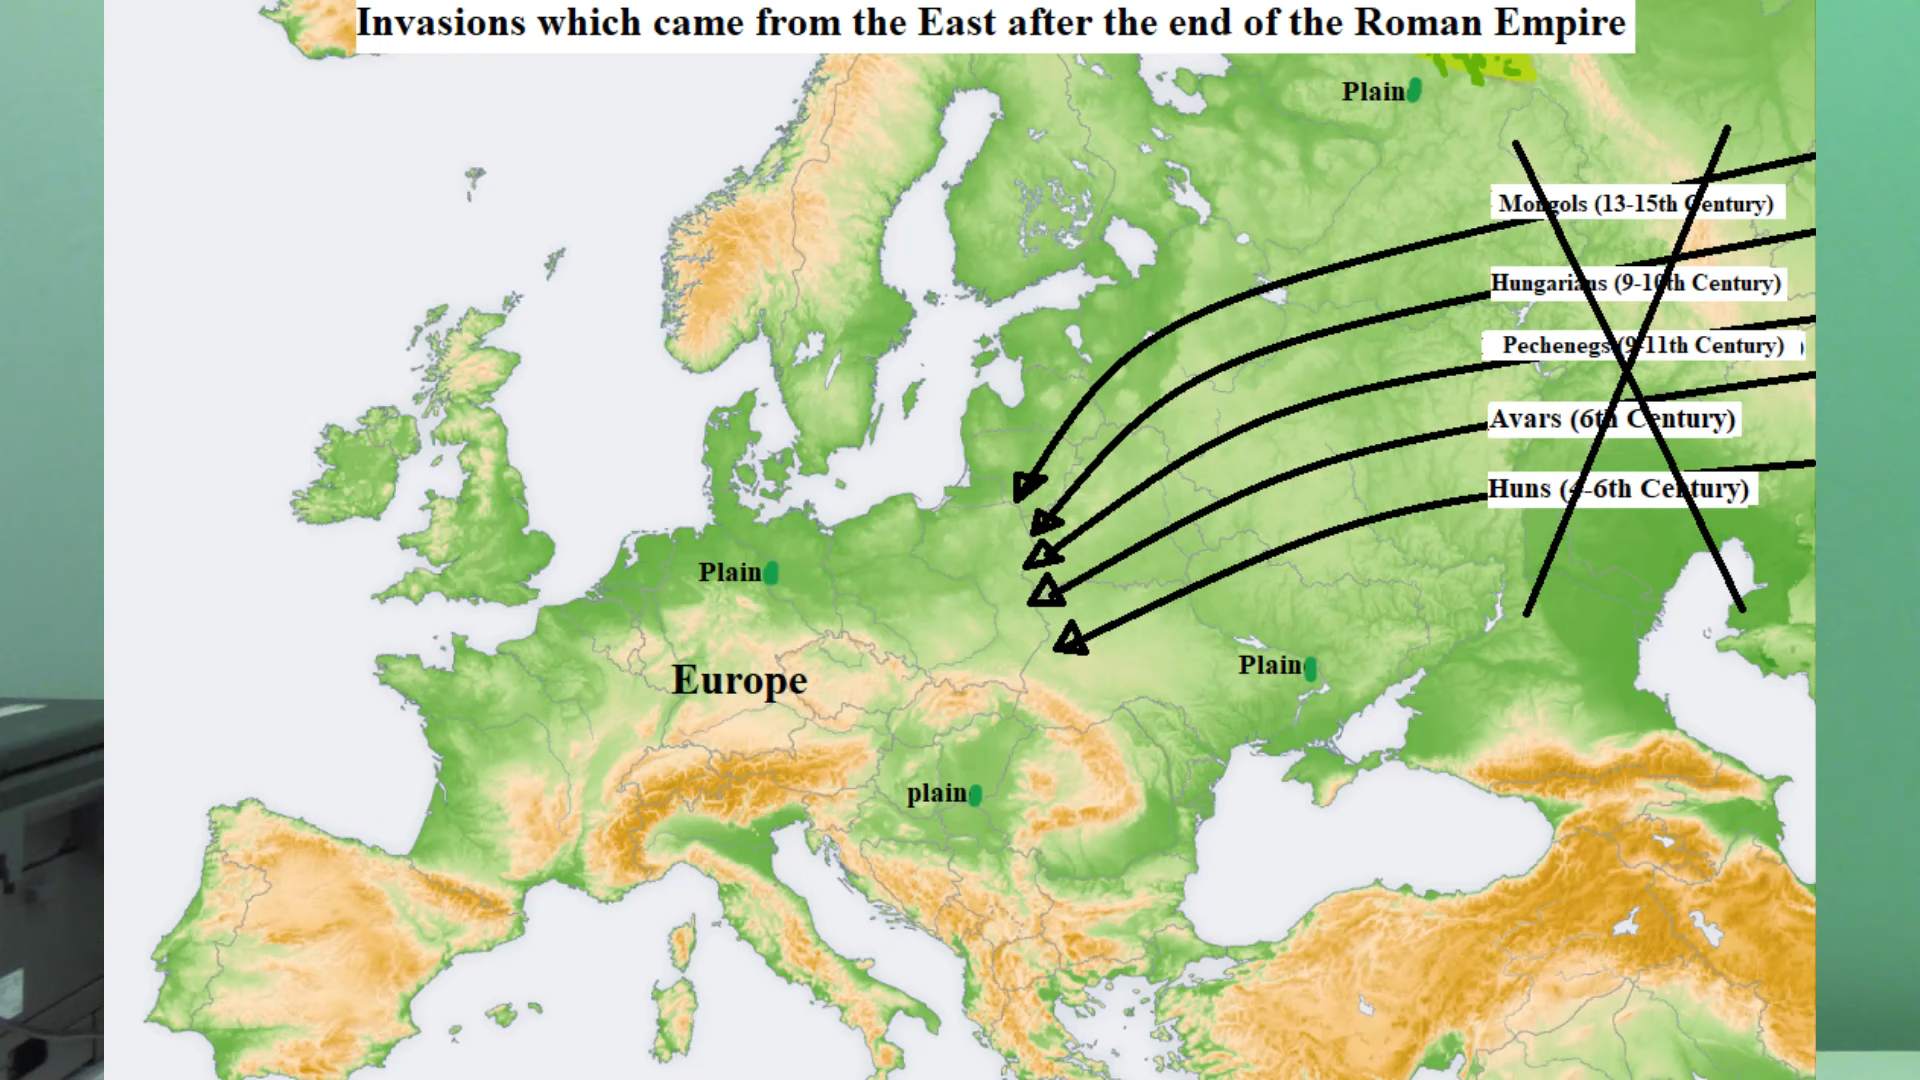 Invasions which came from the East after the end of the Roman Empire
Plain
Mongols (13-15th Century)
Hungarians (9-10th Century)
Pechenegs (9-11th Century) )
Avars (6th Century)
Huns (4-6th Century)
Plain
Plain
Europe
plain